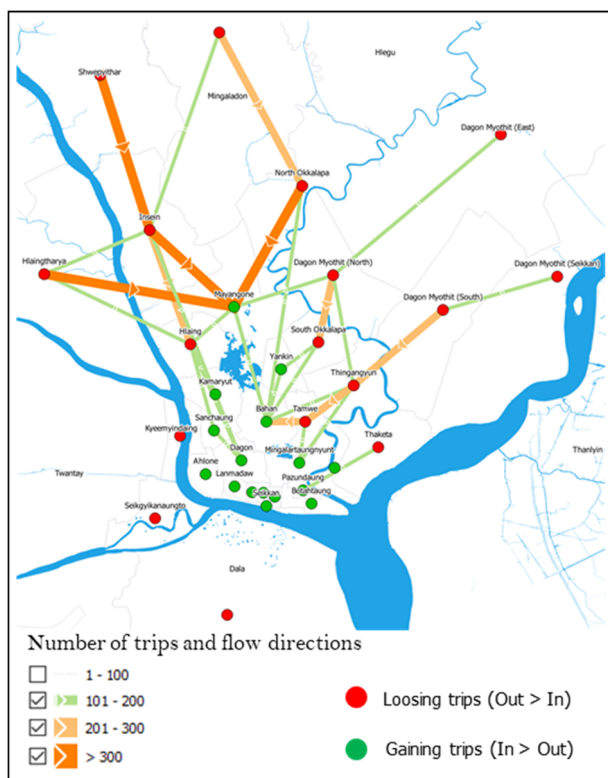 Hlegu
Shwepyithar
Mingaladon
Dagon Myothit (East)
North Okkalapa
Insein
Hlaingtharya
Dagon Myothit (North)
Dagon Myothit (Seikkan)
Dagon Myothit (South)
Mayangone
Hlaing
South Okkalapa
Yankin
Thingangyun
Kamaryut
Bahan
Tamwe
Sanchaung
Kyeemyindaing
Thaketa
Mingalartaungnyunt
Thanlyin
Ahlone
Dagon
Twantay
Lanmadaw
Pazundaung
Seikkan
Botahtaung
Seikgyikanaungto
Dala
Number of trips and flow directions
1 - 100
101 - 200
201 - 300
> 300
Loosing trips (Out > In)
Gaining trips (In > Out)